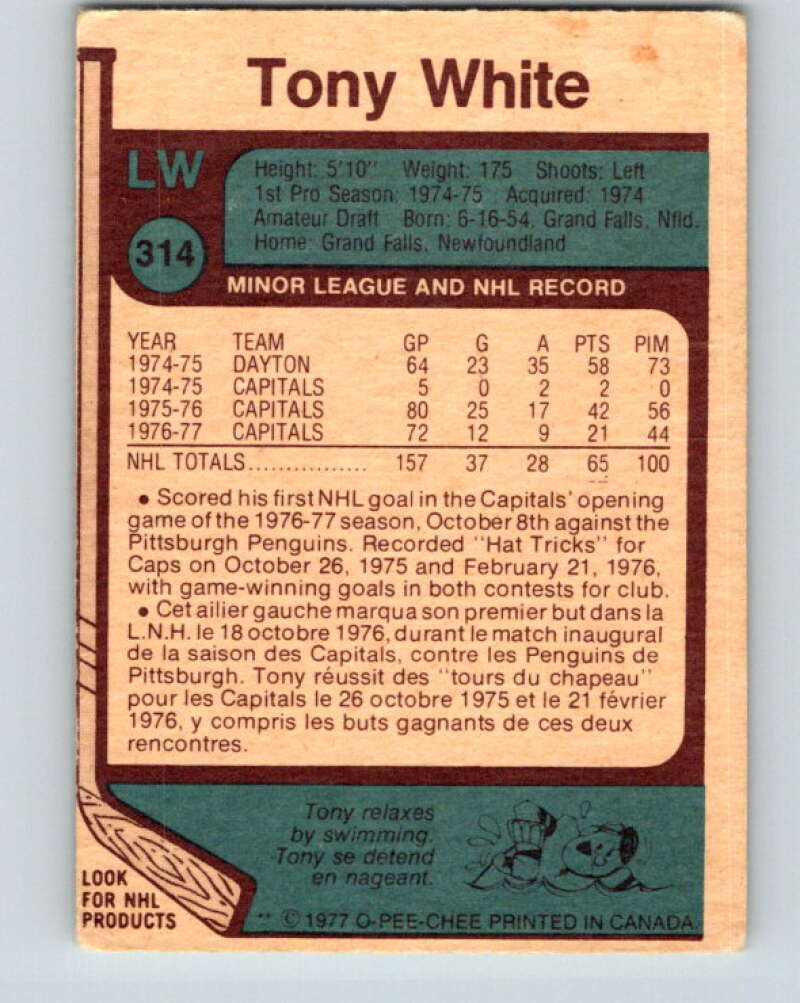 Tony White
LW
314
Height: 5'10" Weight: 175 Shoots: Left
1st Pro Season: 1974-75 Acquired: 1974
Amateur Draft Born: 6-16-54, Grand Falls, Nfld.
Home: Grand Falls, Newfoundland
MINOR LEAGUE AND NHL RECORD
YEAR TEAM GP G A PTS PIM
1974-75 DAYTON 64 23 35 58 73
1974-75 CAPITALS 5 0 2 2 0
1975-76 CAPITALS 80 25 17 42 56
1976-77 CAPITALS 72 12 9 21 44
NHL TOTALS................ 157 37 28 65 100
• Scored his first NHL goal in the Capitals' opening
game of the 1976-77 season, October 8th against the
Pittsburgh Penguins. Recorded "Hat Tricks" for
Caps on October 26, 1975 and February 21, 1976,
with game-winning goals in both contests for club.
• Cet ailier gauche marqua son premier but dans la
L.N.H. le 18 octobre 1976, durant le match inaugural
de la saison des Capitals, contre les Penguins de
Pittsburgh. Tony réussit des "tours du chapeau"
pour les Capitals le 26 octobre 1975 et le 21 février
1976, y compris les buts gagnants de ces deux
rencontres.
Tony relaxes
by swimming.
Tony se détend
en nageant.
LOOK
FOR NHL
PRODUCTS
** © 1977 O-PEE-CHEE PRINTED IN CANADA.